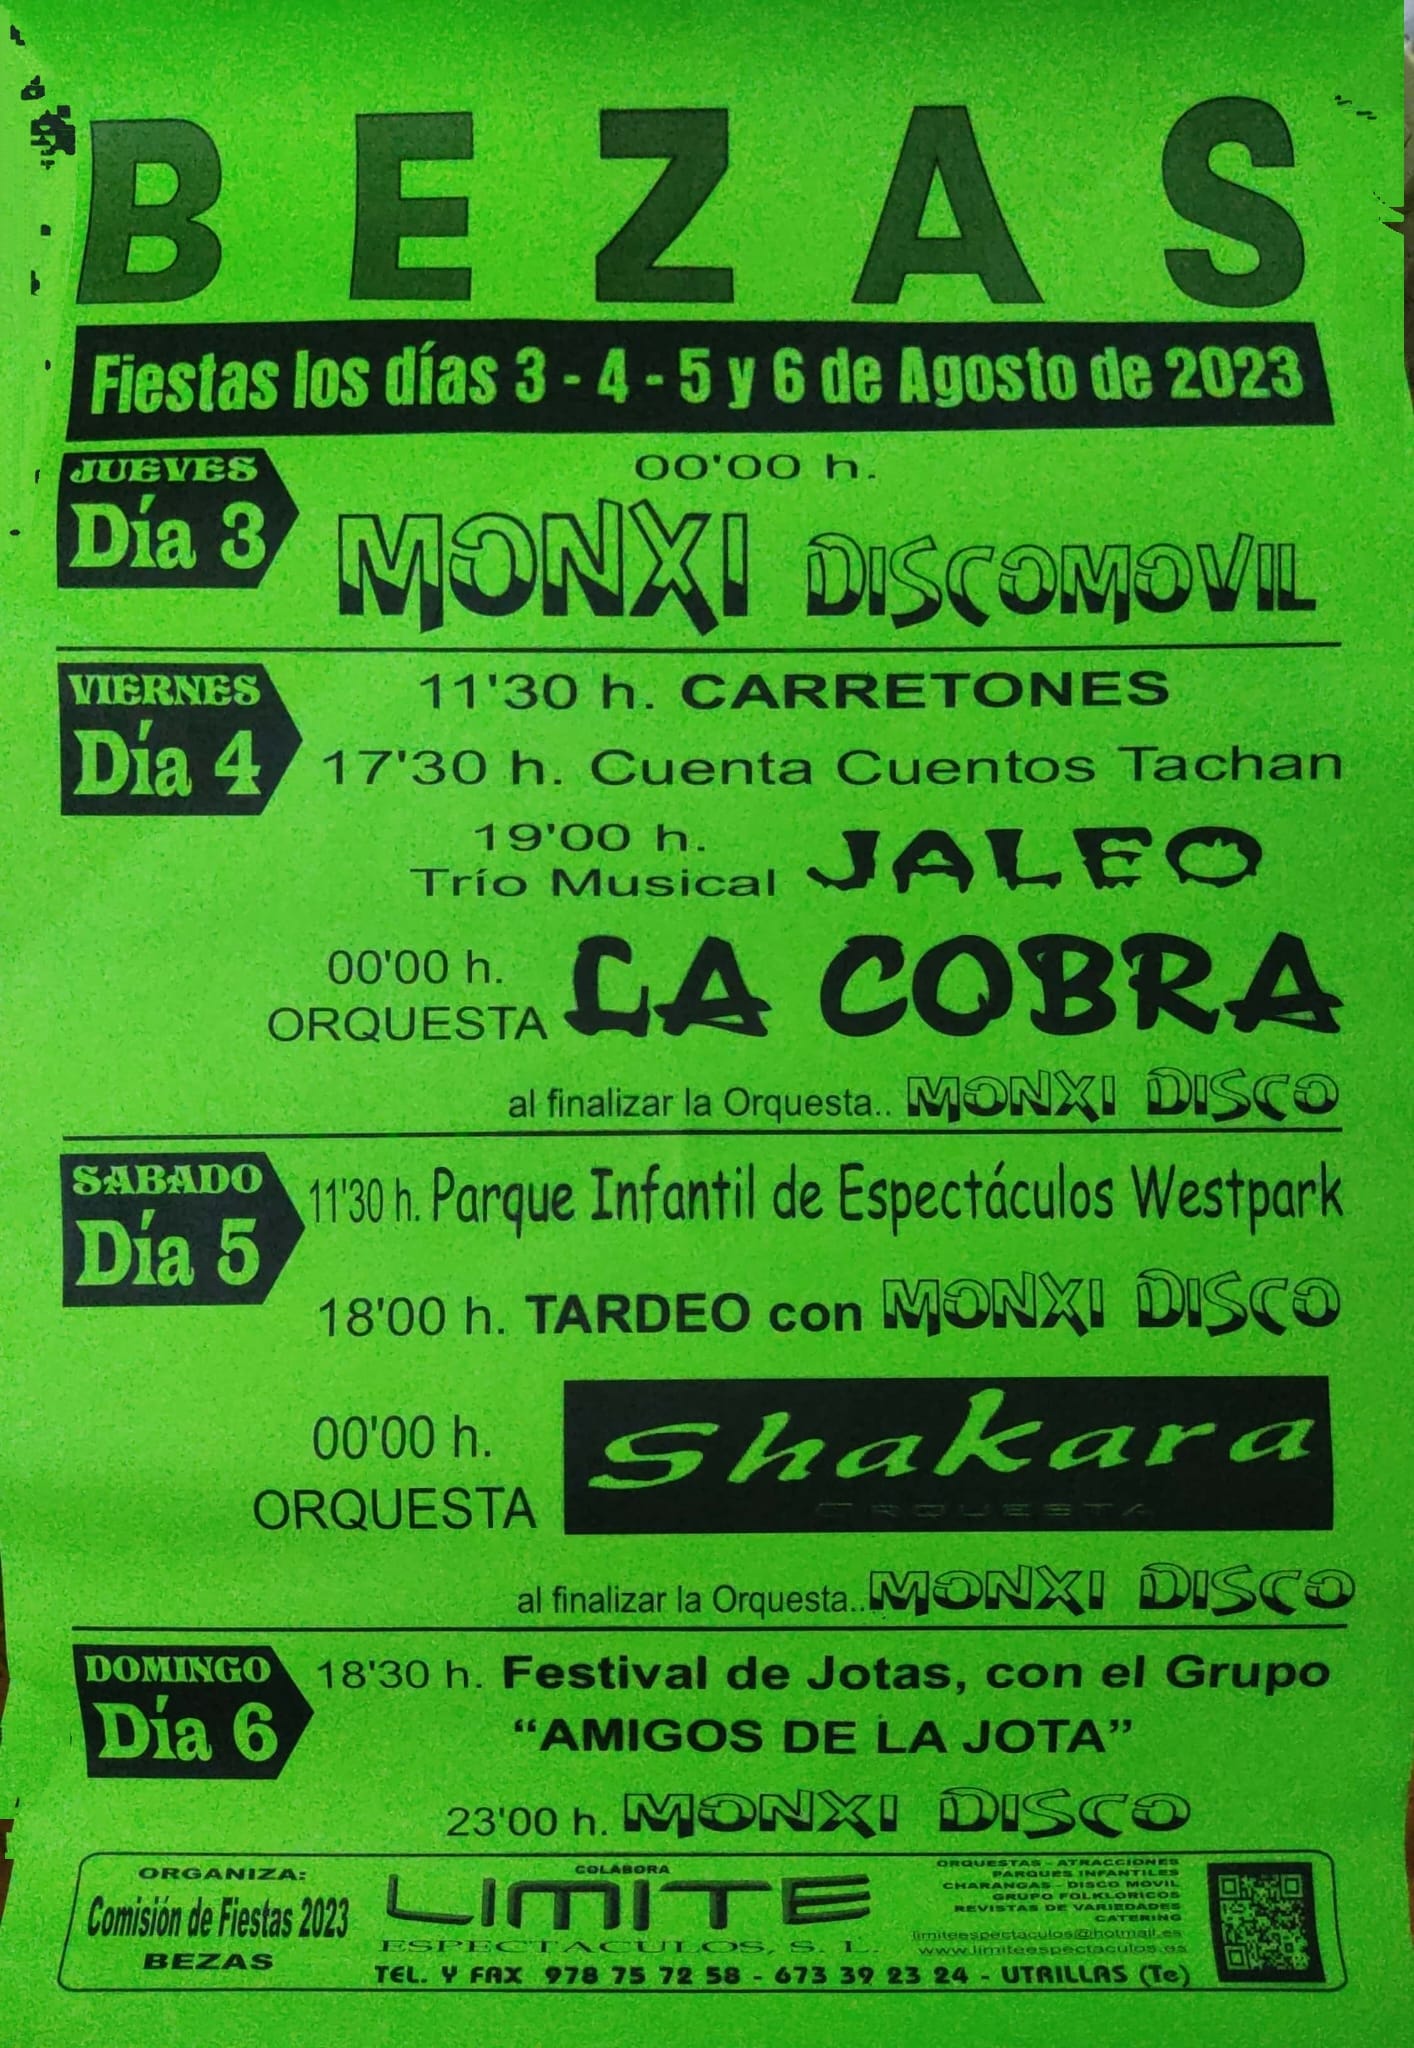 BEZAS
Fiestas los días 3 - 4 - 5 y 6 de Agosto de 2023
JUEVES
Día 3
00'00 h.
MONXI DISCOMOVIL
VIERNES
Día 4
11'30 h. CARRETONES
17'30 h. Cuenta Cuentos Tachan
19'00 h.
Trío Musical JALEO
00'00 h.
ORQUESTA LA COBRA
al finalizar la Orquesta.. MONXI DISCO
SABADO
Día 5
11'30 h. Parque Infantil de Espectáculos Westpark
18'00 h. TARDEO con MONXI DISCO
00'00 h.
ORQUESTA
Shakara
ORQUESTA
al finalizar la Orquesta.. MONXI DISCO
DOMINGO
Día 6
18'30 h. Festival de Jotas, con el Grupo
“AMIGOS DE LA JOTA”
23'00 h. MONXI DISCO
ORGANIZA:
Comisión de Fiestas 2023
BEZAS
COLABORA
LIMITE
ESPECTACULOS, S. L.
ORQUESTAS - ATRACCIONES
PARQUES INFANTILES
CHARANGAS - DISCO MOVIL
GRUPO FOLKLORICOS
REVISTAS DE VARIEDADES
CATERING
limiteespectaculos@hotmail.es
www.limiteespectaculos.es
TEL. Y FAX 978 75 72 58 - 673 39 23 24 - UTRILLAS (Te)